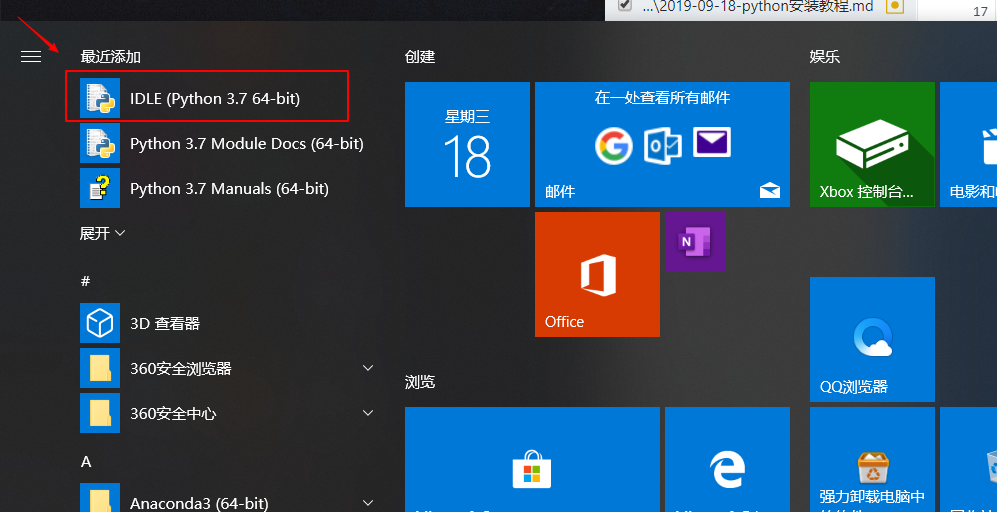 ...\2019-09-18-python安装教程.md
17
最近添加
IDLE (Python 3.7 64-bit)
Python 3.7 Module Docs (64-bit)
Python 3.7 Manuals (64-bit)
展开
#
3D 查看器
360安全浏览器
360安全中心
A
Anaconda3 (64-bit)
创建
星期三
18
在一处查看所有邮件
邮件
N
Office
浏览
娱乐
Xbox 控制台...
电影和
QQ浏览器
强力卸载电脑中